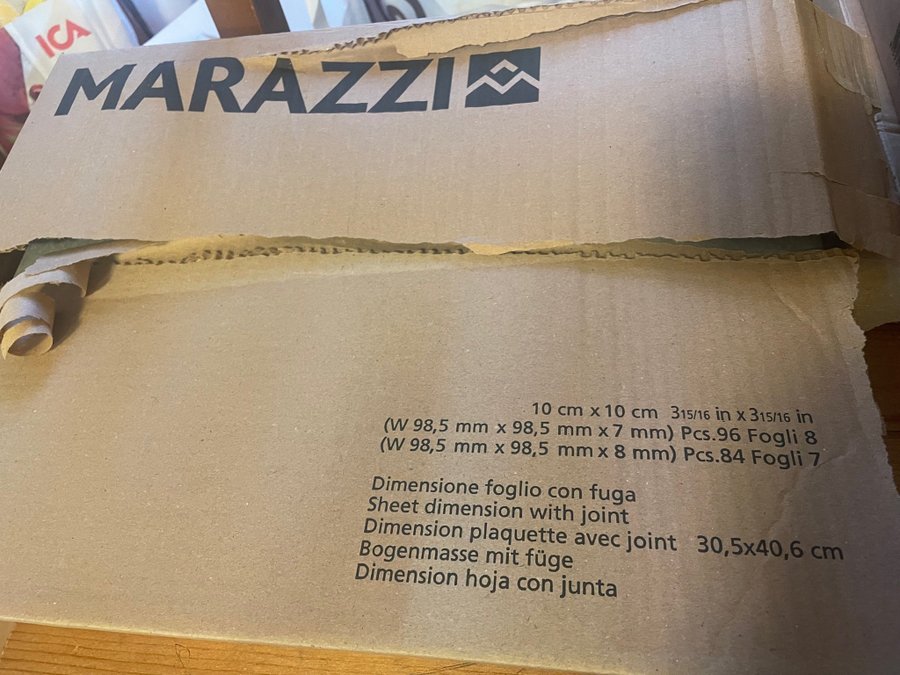 ICA
MARAZZI
10 cm x 10 cm 3 15/16 in x 3 15/16 in
(W 98,5 mm x 98,5 mm x 7 mm) Pcs.96 Fogli 8
(W 98,5 mm x 98,5 mm x 8 mm) Pcs.84 Fogli 7
Dimensione foglio con fuga
Sheet dimension with joint
Dimension plaquette avec joint 30,5x40,6 cm
Bogenmasse mit füge
Dimension hoja con junta